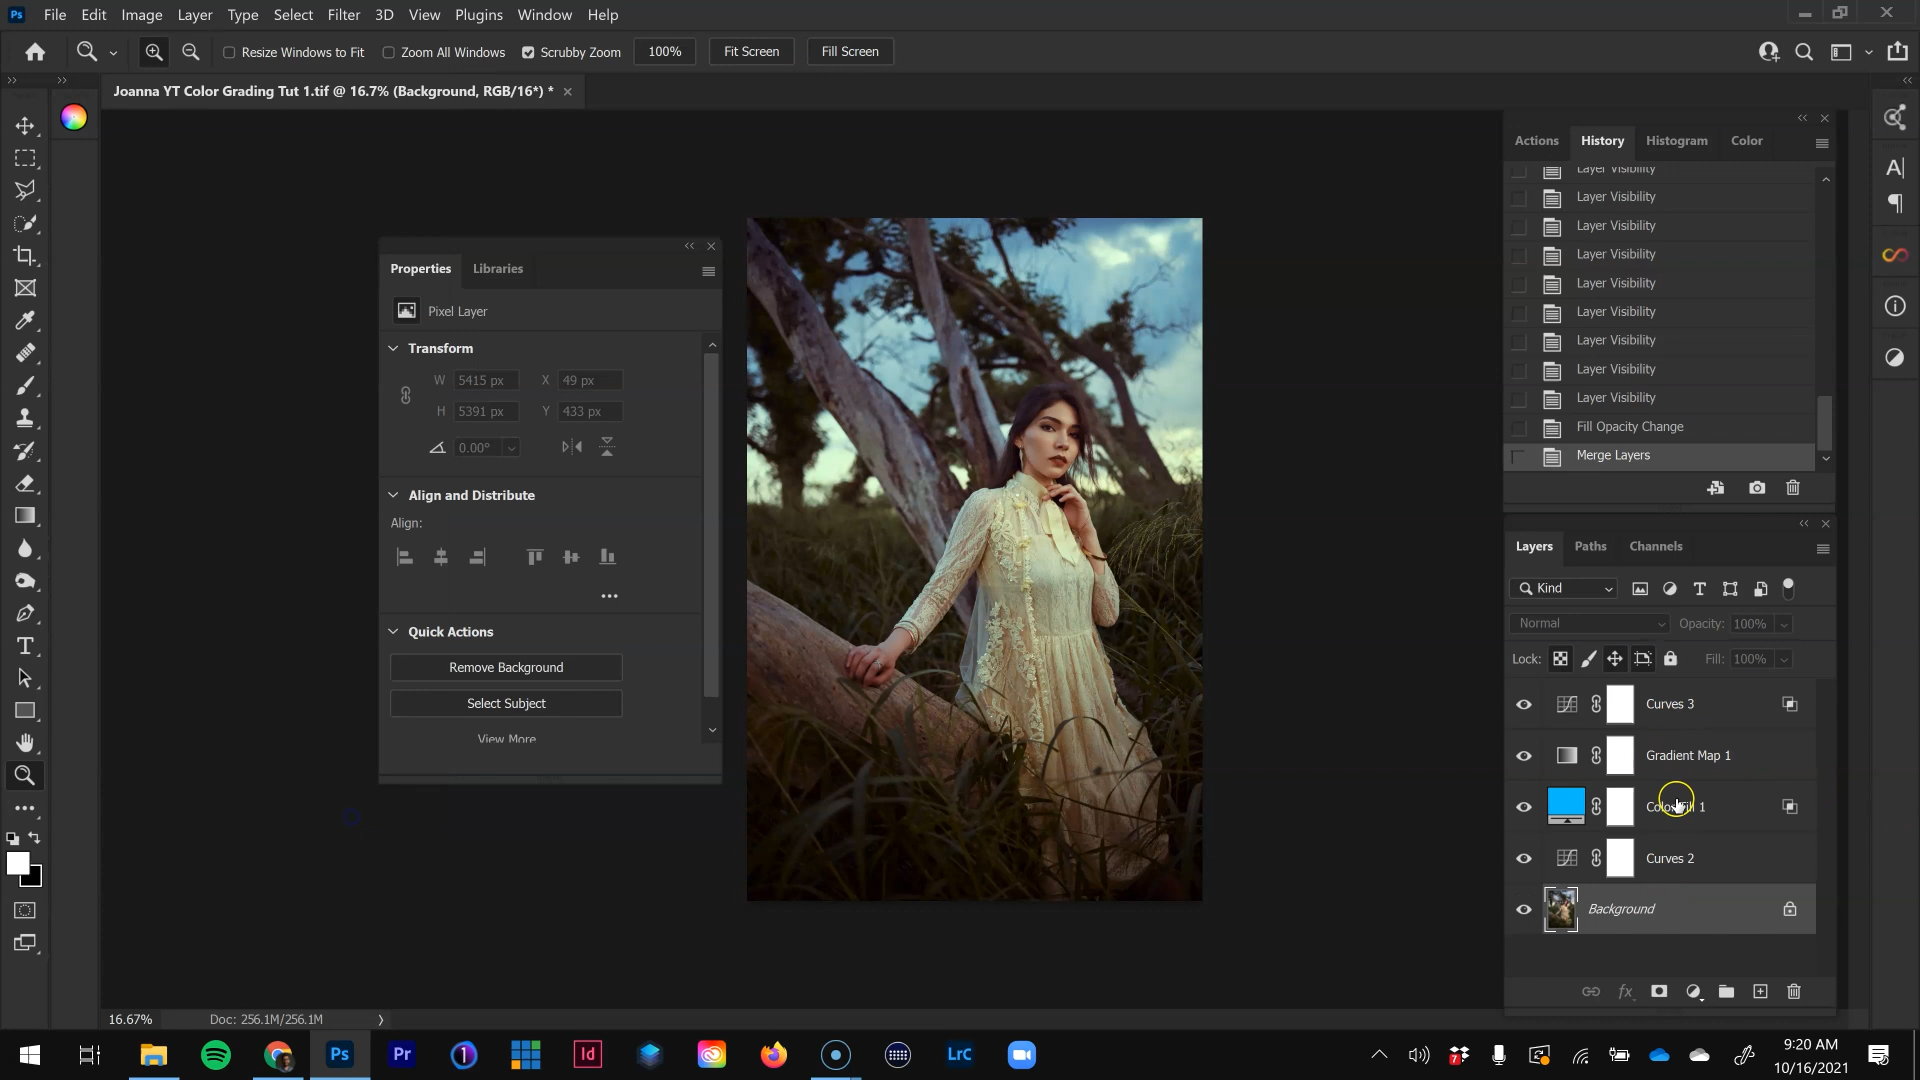 File Edit Image Layer Type Select Filter 3D View Plugins Window Help
Resize Windows to Fit Zoom All Windows Scrubby Zoom 100% Fit Screen Fill Screen
Joanna YT Color Grading Tut 1.tif @ 16.7% (Background, RGB/16*) *
Properties Libraries
Pixel Layer
Transform
W 5415 px X 49 px
H 5391 px Y 433 px
0.00°
Align and Distribute
Align:
Quick Actions
Remove Background
Select Subject
View More
Actions History Histogram Color
Layer Visibility
Layer Visibility
Layer Visibility
Layer Visibility
Layer Visibility
Layer Visibility
Layer Visibility
Layer Visibility
Layer Visibility
Fill Opacity Change
Merge Layers
Layers Paths Channels
Kind
Normal Opacity: 100%
Lock: Fill: 100%
Curves 3
Gradient Map 1
Color Fill 1
Curves 2
Background
16.67% Doc: 256.1M/256.1M
Ps Pr Id LrC
9:20 AM
10/16/2021